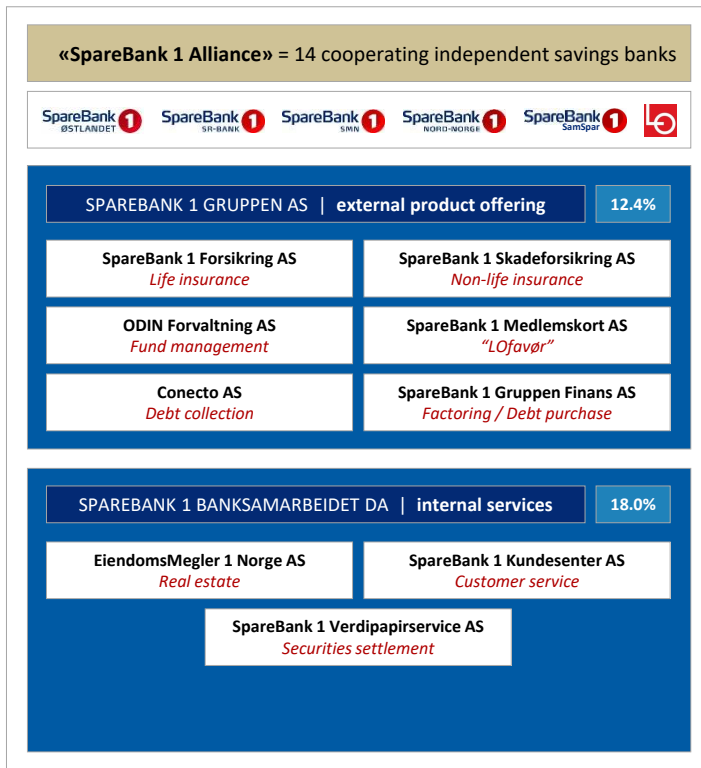 «SpareBank 1 Alliance» = 14 cooperating independent savings banks
SpareBank 1
ØSTLANDET
SpareBank 1
SR-BANK
SpareBank 1
SMN
SpareBank 1
NORD-NORGE
SpareBank 1
SamSpar
LO
SPAREBANK 1 GRUPPEN AS | external product offering
12.4%
SpareBank 1 Forsikring AS
Life insurance
SpareBank 1 Skadeforsikring AS
Non-life insurance
ODIN Forvaltning AS
Fund management
SpareBank 1 Medlemskort AS
“LOfavør”
Conecto AS
Debt collection
SpareBank 1 Gruppen Finans AS
Factoring / Debt purchase
SPAREBANK 1 BANKSAMARBEIDET DA | internal services
18.0%
EiendomsMegler 1 Norge AS
Real estate
SpareBank 1 Kundesenter AS
Customer service
SpareBank 1 Verdipapirservice AS
Securities settlement